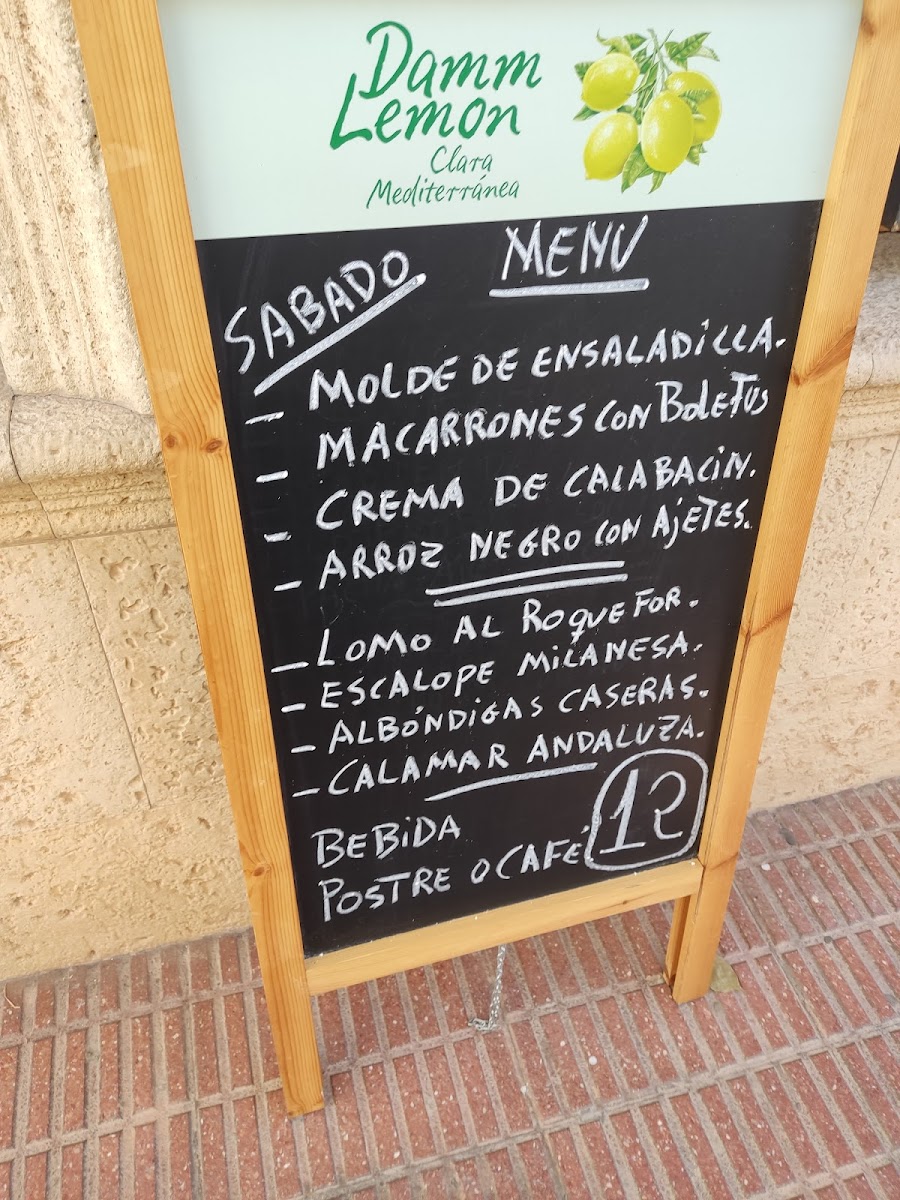 Damm
Lemon
Clara
Mediterránea
SABADO MENU
- MOLDE DE ENSALADiLLA.
- MACARRONES CON BOLETUS
- CREMA DE CALABACIN.
- ARROZ NEGRO CON AJETES.
- LOMO AL ROQUEFOR.
- ESCALOPE MILANESA.
- ALBÓNDIGAS CASERAS.
- CALAMAR ANDALUZA.
BEBiDA
POSTRE O CAFÉ 12